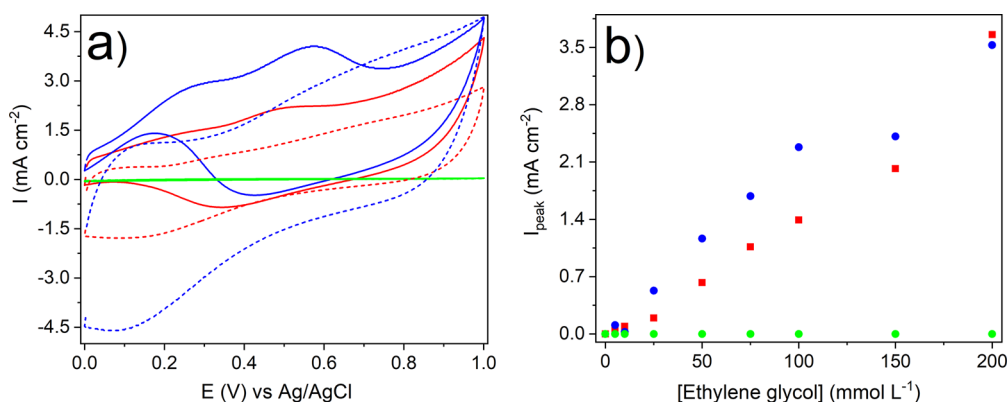 a)
4.5
3.0
1.5
0.0
-1.5
-3.0
-4.5
I (mA cm-2)
0.0 0.2 0.4 0.6 0.8 1.0
E (V) vs Ag/AgCl
b)
3.5
2.8
2.1
1.4
0.7
0.0
Ipeak (mA cm-2)
0 50 100 150 200
[Ethylene glycol] (mmol L-1)